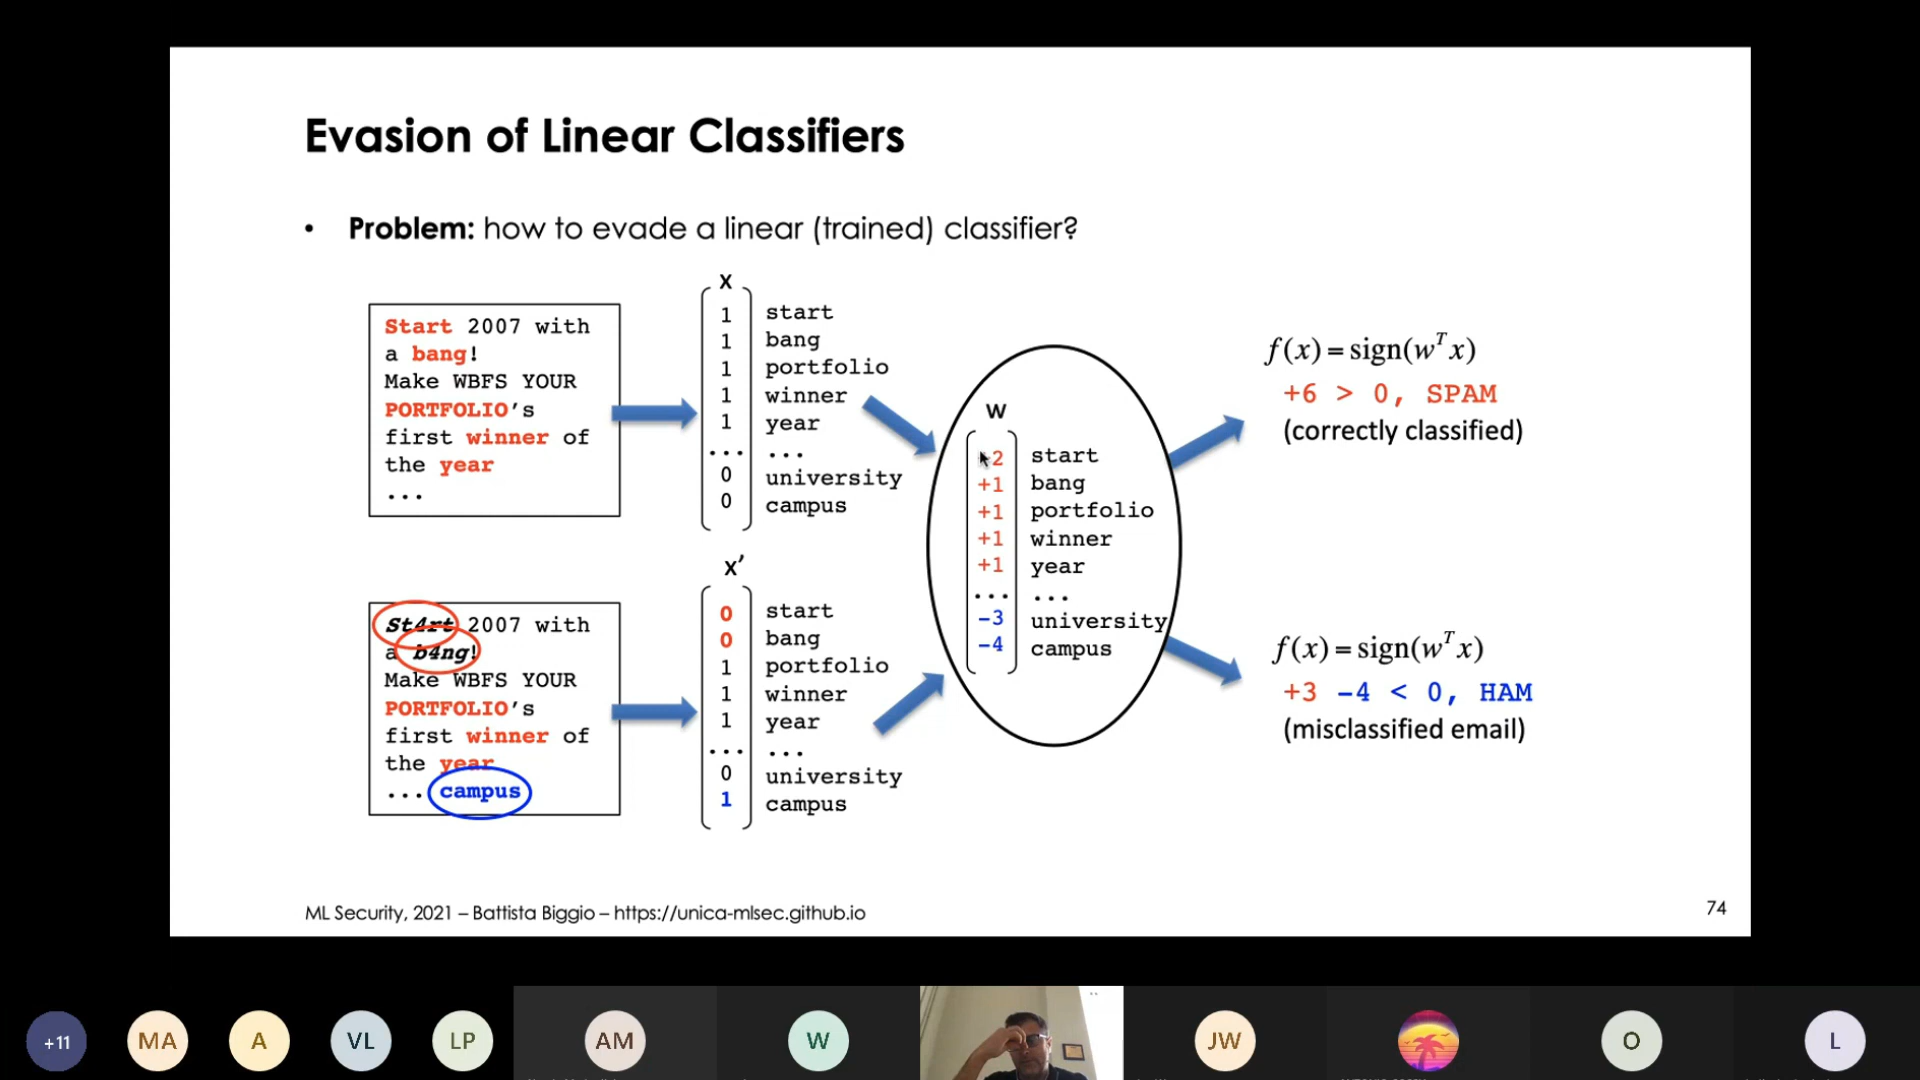 Evasion of Linear Classifiers
• Problem: how to evade a linear (trained) classifier?
Start 2007 with
a bang!
Make WBFS YOUR
PORTFOLIO's
first winner of
the year
...
x
1 start
1 bang
1 portfolio
1 winner
1 year
... ...
0 university
0 campus
St4rt 2007 with
a b4ng!
Make WBFS YOUR
PORTFOLIO's
first winner of
the year
... campus
x'
0 start
0 bang
1 portfolio
1 winner
1 year
... ...
0 university
1 campus
w
2 start
+1 bang
+1 portfolio
+1 winner
+1 year
... ...
-3 university
-4 campus
f(x) = sign(wᵀx)
+6 > 0, SPAM
(correctly classified)
f(x) = sign(wᵀx)
+3 -4 < 0, HAM
(misclassified email)
ML Security, 2021 – Battista Biggio – https://unica-mlsec.github.io
74
+11
MA
A
VL
LP
AM
W
JW
O
L